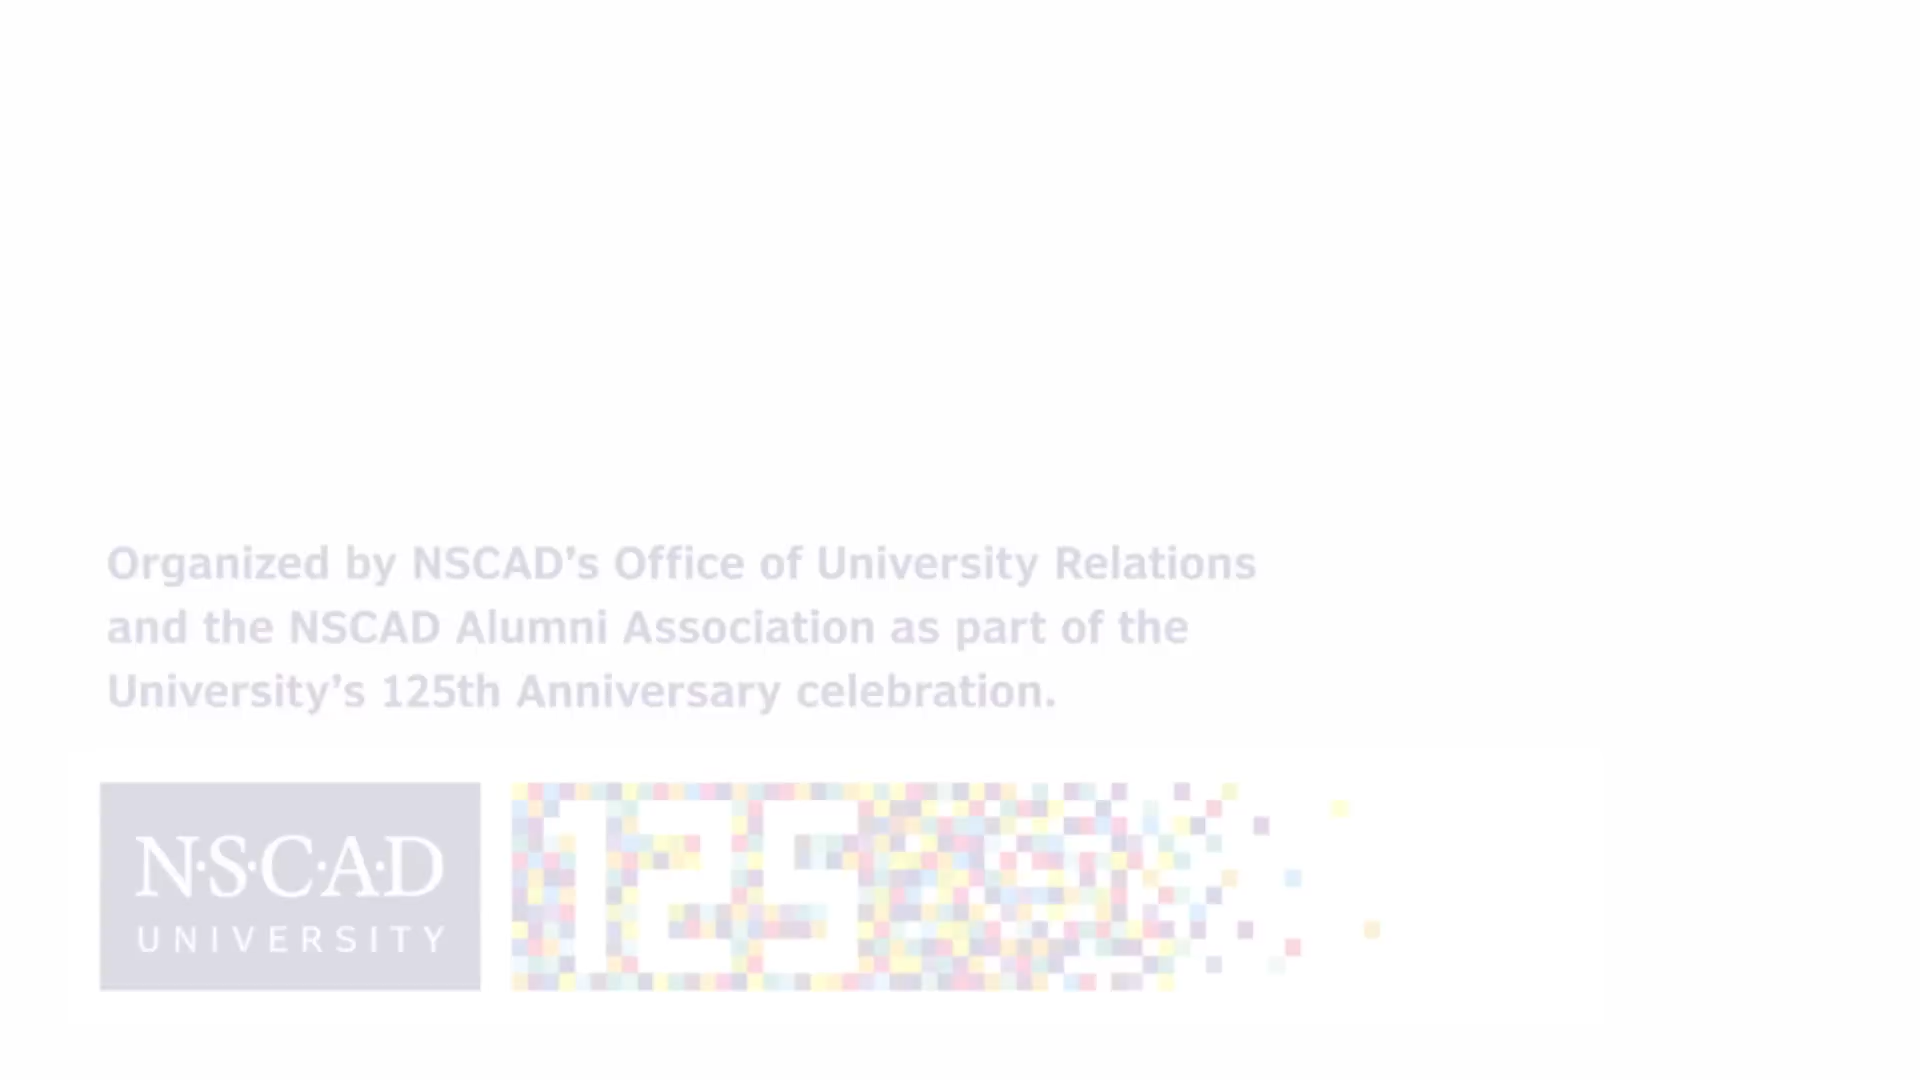 Organized by NSCAD’s Office of University Relations
and the NSCAD Alumni Association as part of the
University’s 125th Anniversary celebration.
N·S·C·A·D
UNIVERSITY
125